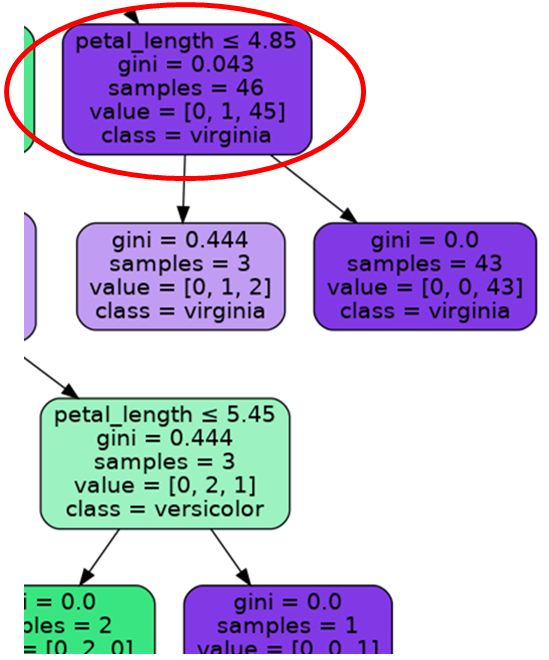 petal_length ≤ 4.85
gini = 0.043
samples = 46
value = [0, 1, 45]
class = virginia
gini = 0.444
samples = 3
value = [0, 1, 2]
class = virginia
gini = 0.0
samples = 43
value = [0, 0, 43]
class = virginia
petal_length ≤ 5.45
gini = 0.444
samples = 3
value = [0, 2, 1]
class = versicolor
i = 0.0
ples = 2
= [0, 2, 0]
gini = 0.0
samples = 1
value = [0, 0, 1]